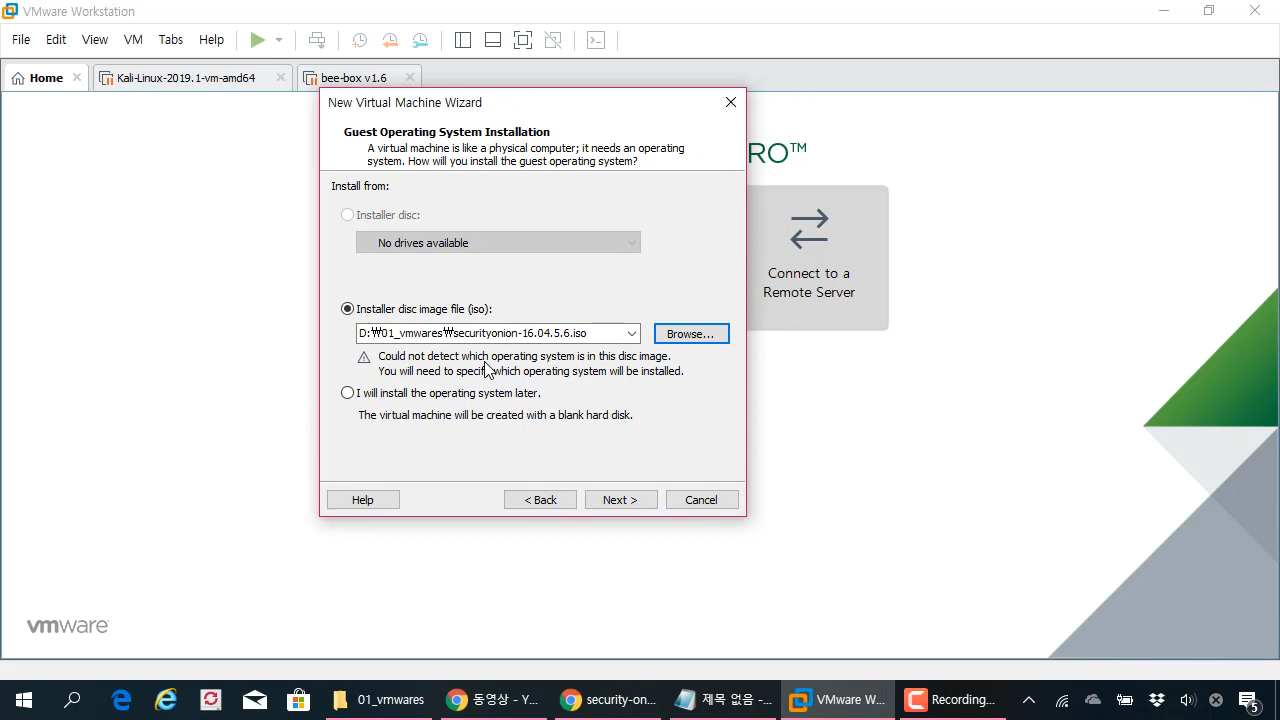 VMware Workstation
File Edit View VM Tabs Help
Home Kali-Linux-2019.1-vm-amd64 bee-box v1.6
New Virtual Machine Wizard
Guest Operating System Installation
A virtual machine is like a physical computer; it needs an operating
system. How will you install the guest operating system?
RO™
Install from:
Installer disc:
No drives available
Connect to a
Remote Server
Installer disc image file (iso):
D:₩01_vmwares₩securityonion-16.04.5.6.iso
Browse...
Could not detect which operating system is in this disc image.
You will need to specify which operating system will be installed.
I will install the operating system later.
The virtual machine will be created with a blank hard disk.
Help < Back Next > Cancel
vmware
01_vmwares 동영상 - Y... security-on... 제목 없음 -... VMware W... Recording... 5